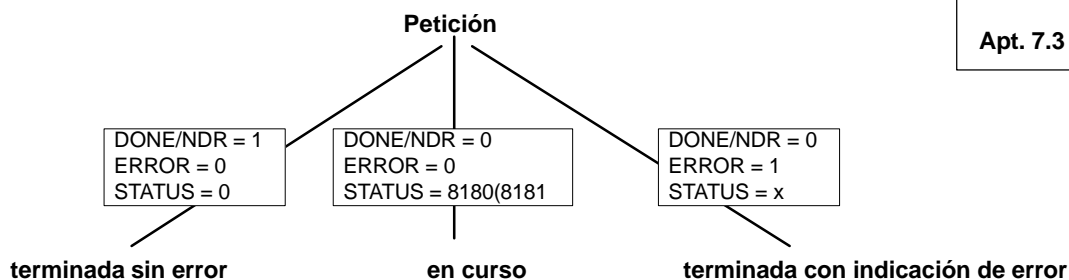 Petición
Apt. 7.3
DONE/NDR = 1
ERROR = 0
STATUS = 0
DONE/NDR = 0
ERROR = 0
STATUS = 8180(8181
DONE/NDR = 0
ERROR = 1
STATUS = x
terminada sin error
en curso
terminada con indicación de error